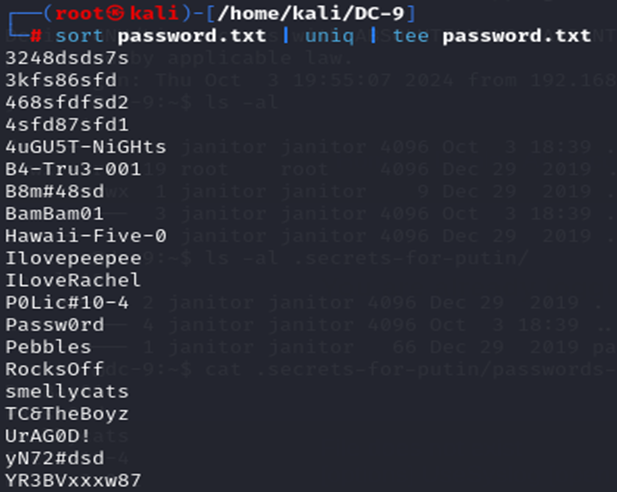 ┌──(root㉿kali)-[/home/kali/DC-9]
└─# sort password.txt | uniq | tee password.txt
3248dsds7s
3kfs86sfd
468sfdfsd2
4sfd87sfd1
4uGU5T-NiGHts
B4-Tru3-001
B8m#48sd
BamBam01
Hawaii-Five-0
Ilovepeepee
ILoveRachel
P0Lic#10-4
Passw0rd
Pebbles
RocksOff
smellycats
TC&TheBoyz
UrAG0D!
yN72#dsd
YR3BVxxxw87